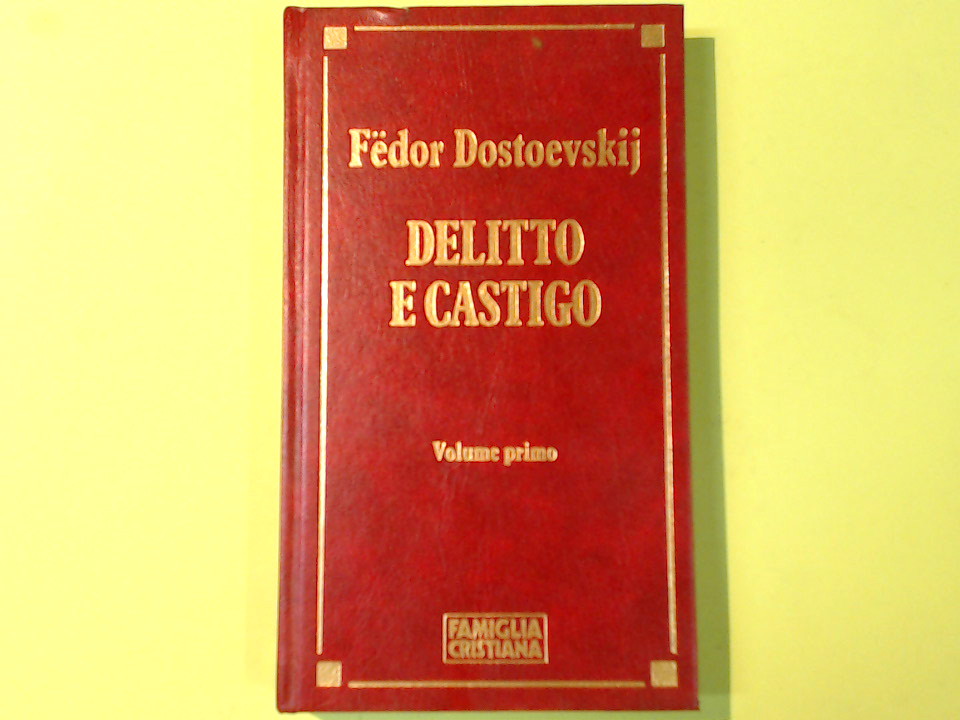 Fëdor Dostoevskij
DELITTO
E CASTIGO
Volume primo
FAMIGLIA
CRISTIANA